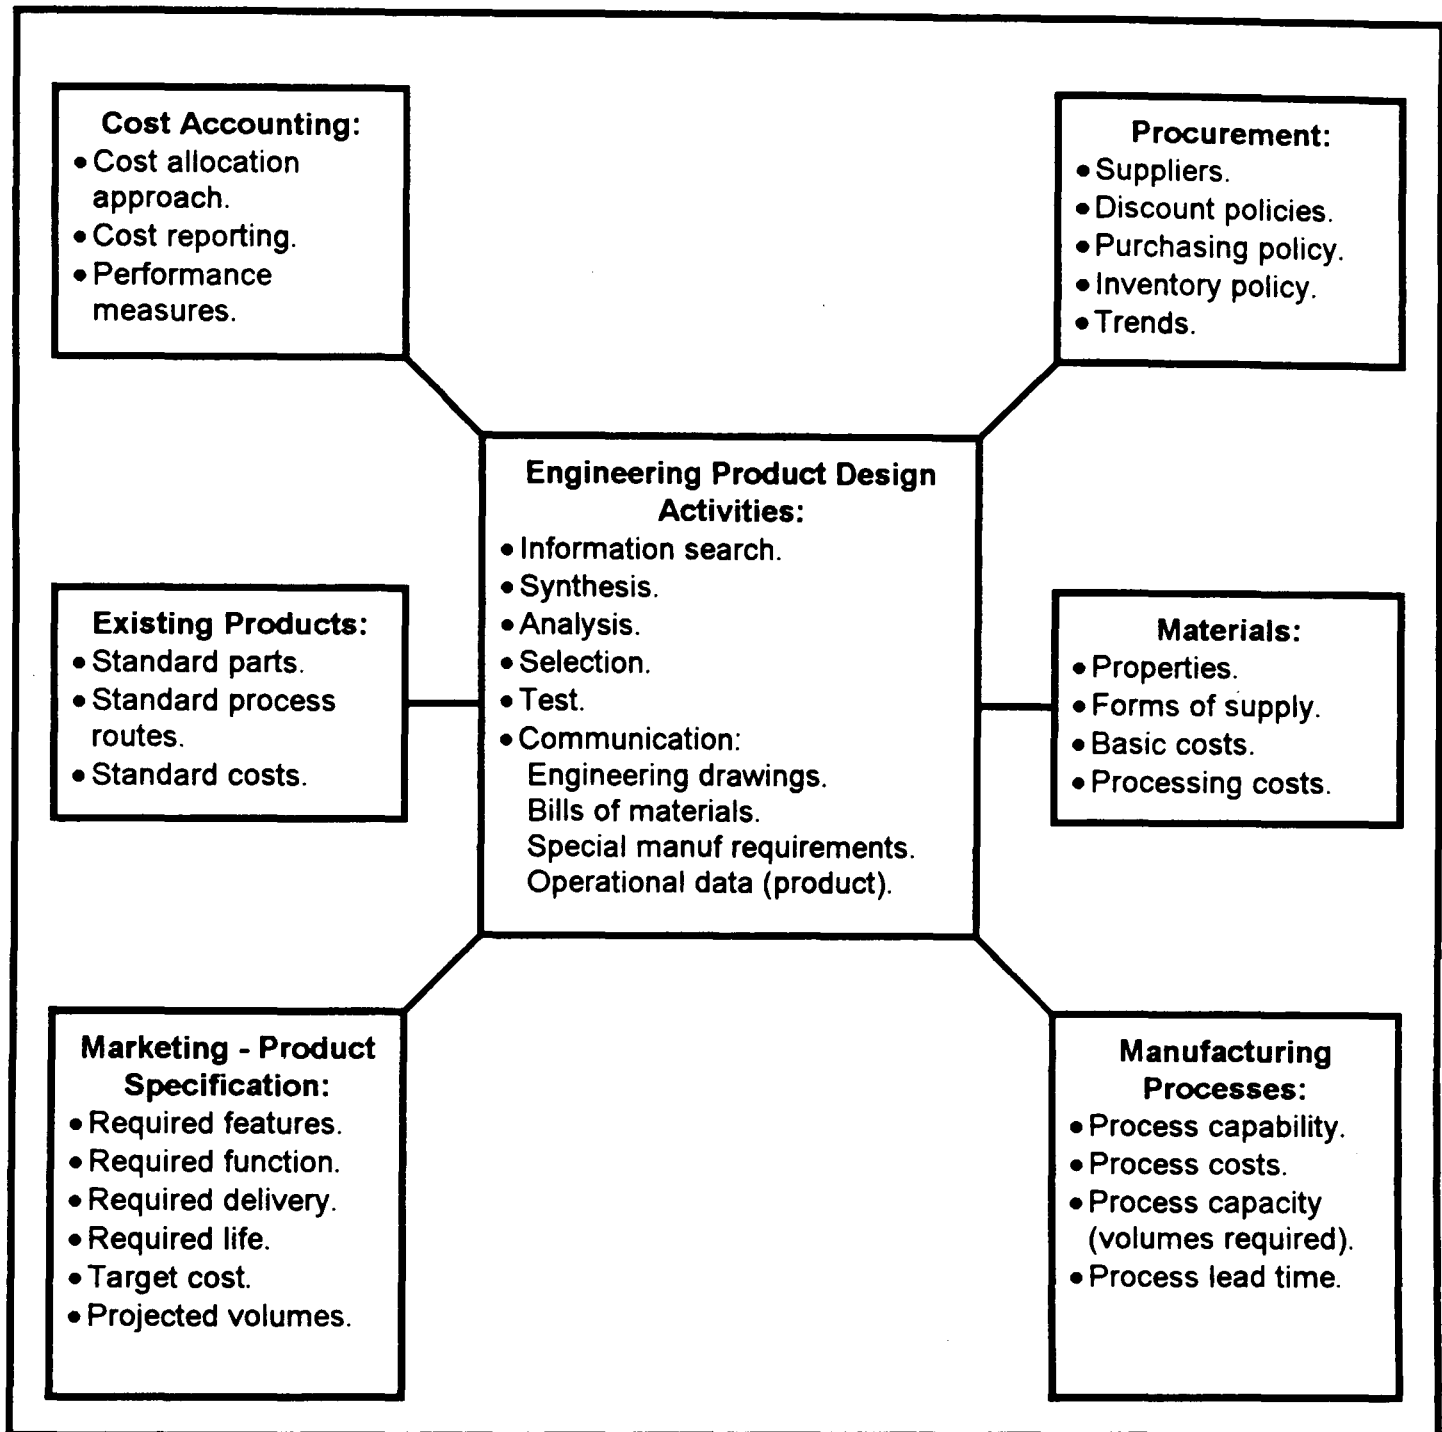 Cost Accounting:
• Cost allocation
approach.
• Cost reporting.
• Performance
measures.
Procurement:
• Suppliers.
• Discount policies.
• Purchasing policy.
• Inventory policy.
• Trends.
Engineering Product Design
Activities:
• Information search.
• Synthesis.
• Analysis.
• Selection.
• Test.
• Communication:
Engineering drawings.
Bills of materials.
Special manuf requirements.
Operational data (product).
Existing Products:
• Standard parts.
• Standard process
routes.
• Standard costs.
Materials:
• Properties.
• Forms of supply.
• Basic costs.
• Processing costs.
Marketing - Product
Specification:
• Required features.
• Required function.
• Required delivery.
• Required life.
• Target cost.
• Projected volumes.
Manufacturing
Processes:
• Process capability.
• Process costs.
• Process capacity
(volumes required).
• Process lead time.